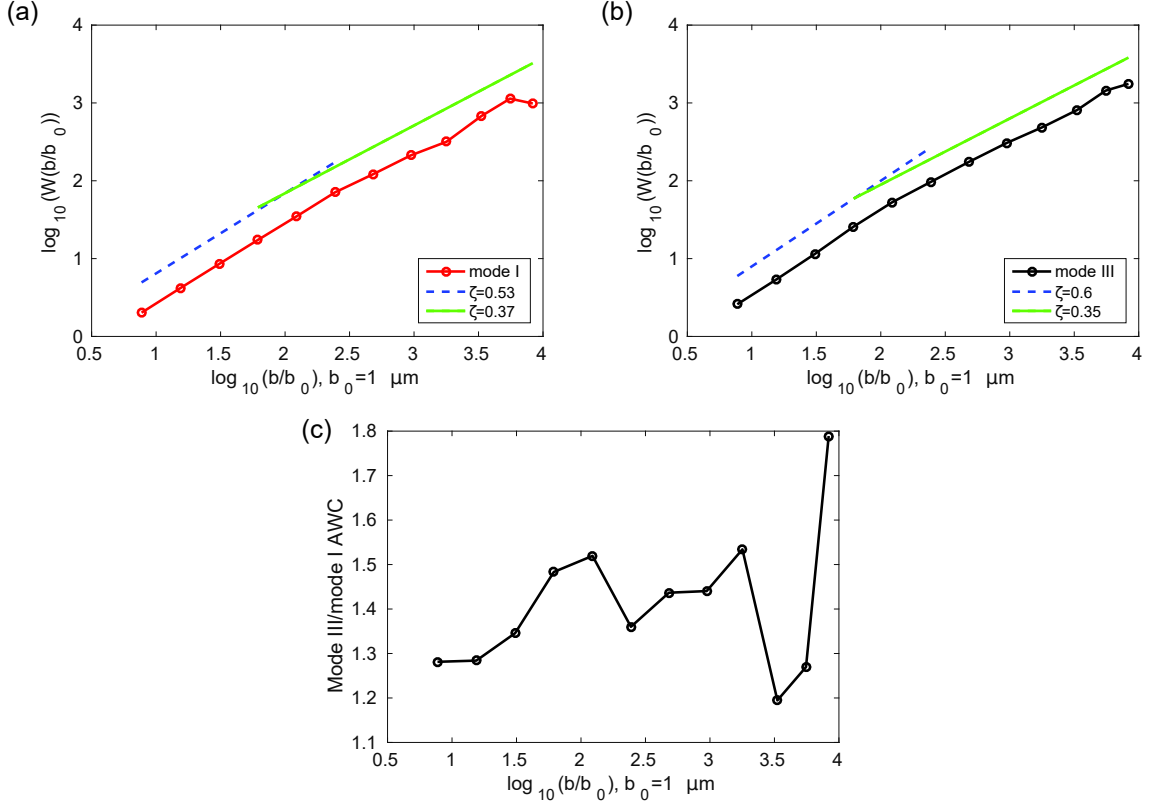 (a)
4
3
2
1
0
log10(W(b/b0))
mode I
ζ=0.53
ζ=0.37
0.5 1 1.5 2 2.5 3 3.5 4
log10(b/b0), b0=1 μm
(b)
4
3
2
1
0
log10(W(b/b0))
mode III
ζ=0.6
ζ=0.35
0.5 1 1.5 2 2.5 3 3.5 4
log10(b/b0), b0=1 μm
(c)
1.8
1.7
1.6
1.5
1.4
1.3
1.2
1.1
Mode III/mode I AWC
0.5 1 1.5 2 2.5 3 3.5 4
log10(b/b0), b0=1 μm